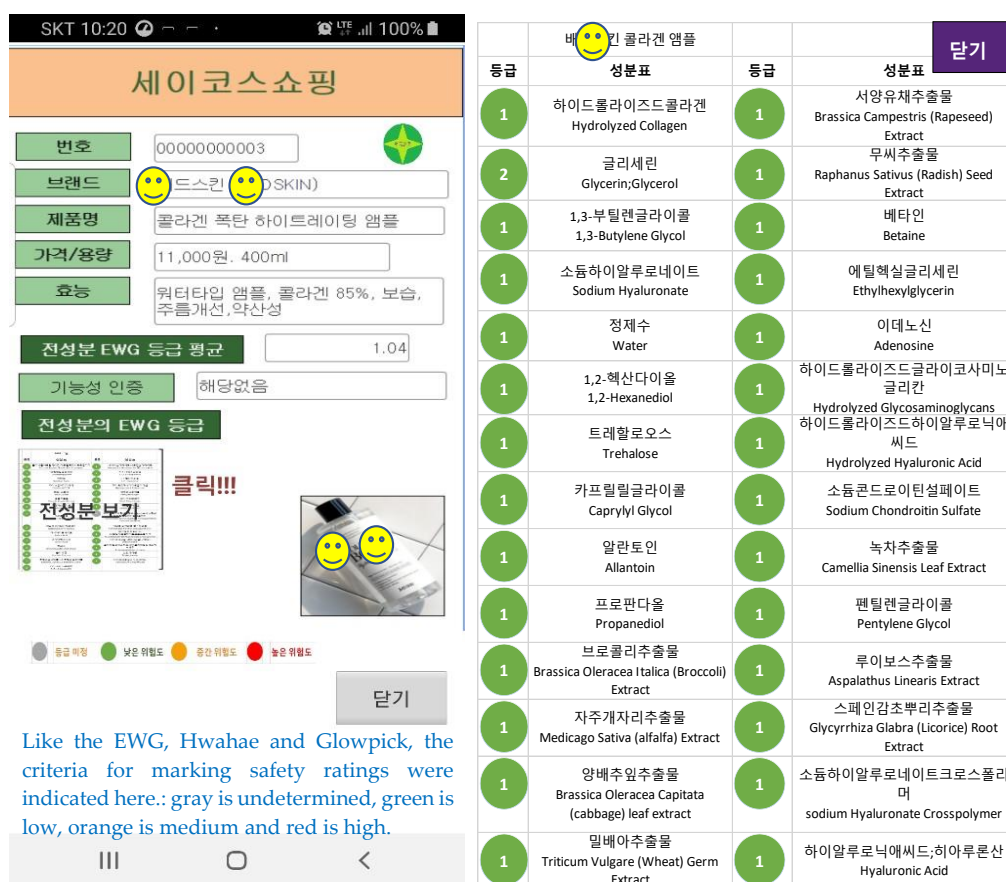 SKT 10:20
LTE 100%
세이코스쇼핑
번호
00000000003
브랜드
드스킨 SKIN)
제품명
콜라겐 폭탄 하이트레이팅 앰플
가격/용량
11,000원. 400ml
효능
워터타입 앰플, 콜라겐 85%, 보습,
주름개선,약산성
전성분 EWG 등급 평균
1.04
기능성 인증
해당없음
전성분의 EWG 등급
전성분 보기
클릭!!!
등급 미정
낮은 위험도
중간 위험도
높은 위험도
닫기
Like the EWG, Hwahae and Glowpick, the
criteria for marking safety ratings were
indicated here.: gray is undetermined, green is
low, orange is medium and red is high.
배 킨 콜라겐 앰플
닫기
등급 성분표 등급 성분표
1
하이드롤라이즈드콜라겐
Hydrolyzed Collagen
1
서양유채추출물
Brassica Campestris (Rapeseed)
Extract
2
글리세린
Glycerin;Glycerol
1
무씨추출물
Raphanus Sativus (Radish) Seed
Extract
1
1,3-부틸렌글라이콜
1,3-Butylene Glycol
1
베타인
Betaine
1
소듐하이알루로네이트
Sodium Hyaluronate
1
에틸헥실글리세린
Ethylhexylglycerin
1
정제수
Water
1
이데노신
Adenosine
1
1,2-헥산다이올
1,2-Hexanediol
1
하이드롤라이즈드글라이코사미노
글리칸
Hydrolyzed Glycosaminoglycans
1
트레할로오스
Trehalose
1
하이드롤라이즈드하이알루로닉애
씨드
Hydrolyzed Hyaluronic Acid
1
카프릴릴글라이콜
Caprylyl Glycol
1
소듐콘드로이틴설페이트
Sodium Chondroitin Sulfate
1
알란토인
Allantoin
1
녹차추출물
Camellia Sinensis Leaf Extract
1
프로판다올
Propanediol
1
펜틸렌글라이콜
Pentylene Glycol
1
브로콜리추출물
Brassica Oleracea Italica (Broccoli)
Extract
1
루이보스추출물
Aspalathus Linearis Extract
1
자주개자리추출물
Medicago Sativa (alfalfa) Extract
1
스페인감초뿌리추출물
Glycyrrhiza Glabra (Licorice) Root
Extract
1
양배추잎추출물
Brassica Oleracea Capitata
(cabbage) leaf extract
1
소듐하이알루로네이트크로스폴리
머
sodium Hyaluronate Crosspolymer
1
밀배아추출물
Triticum Vulgare (Wheat) Germ
Extract
1
하이알루로닉애씨드;히아루론산
Hyaluronic Acid